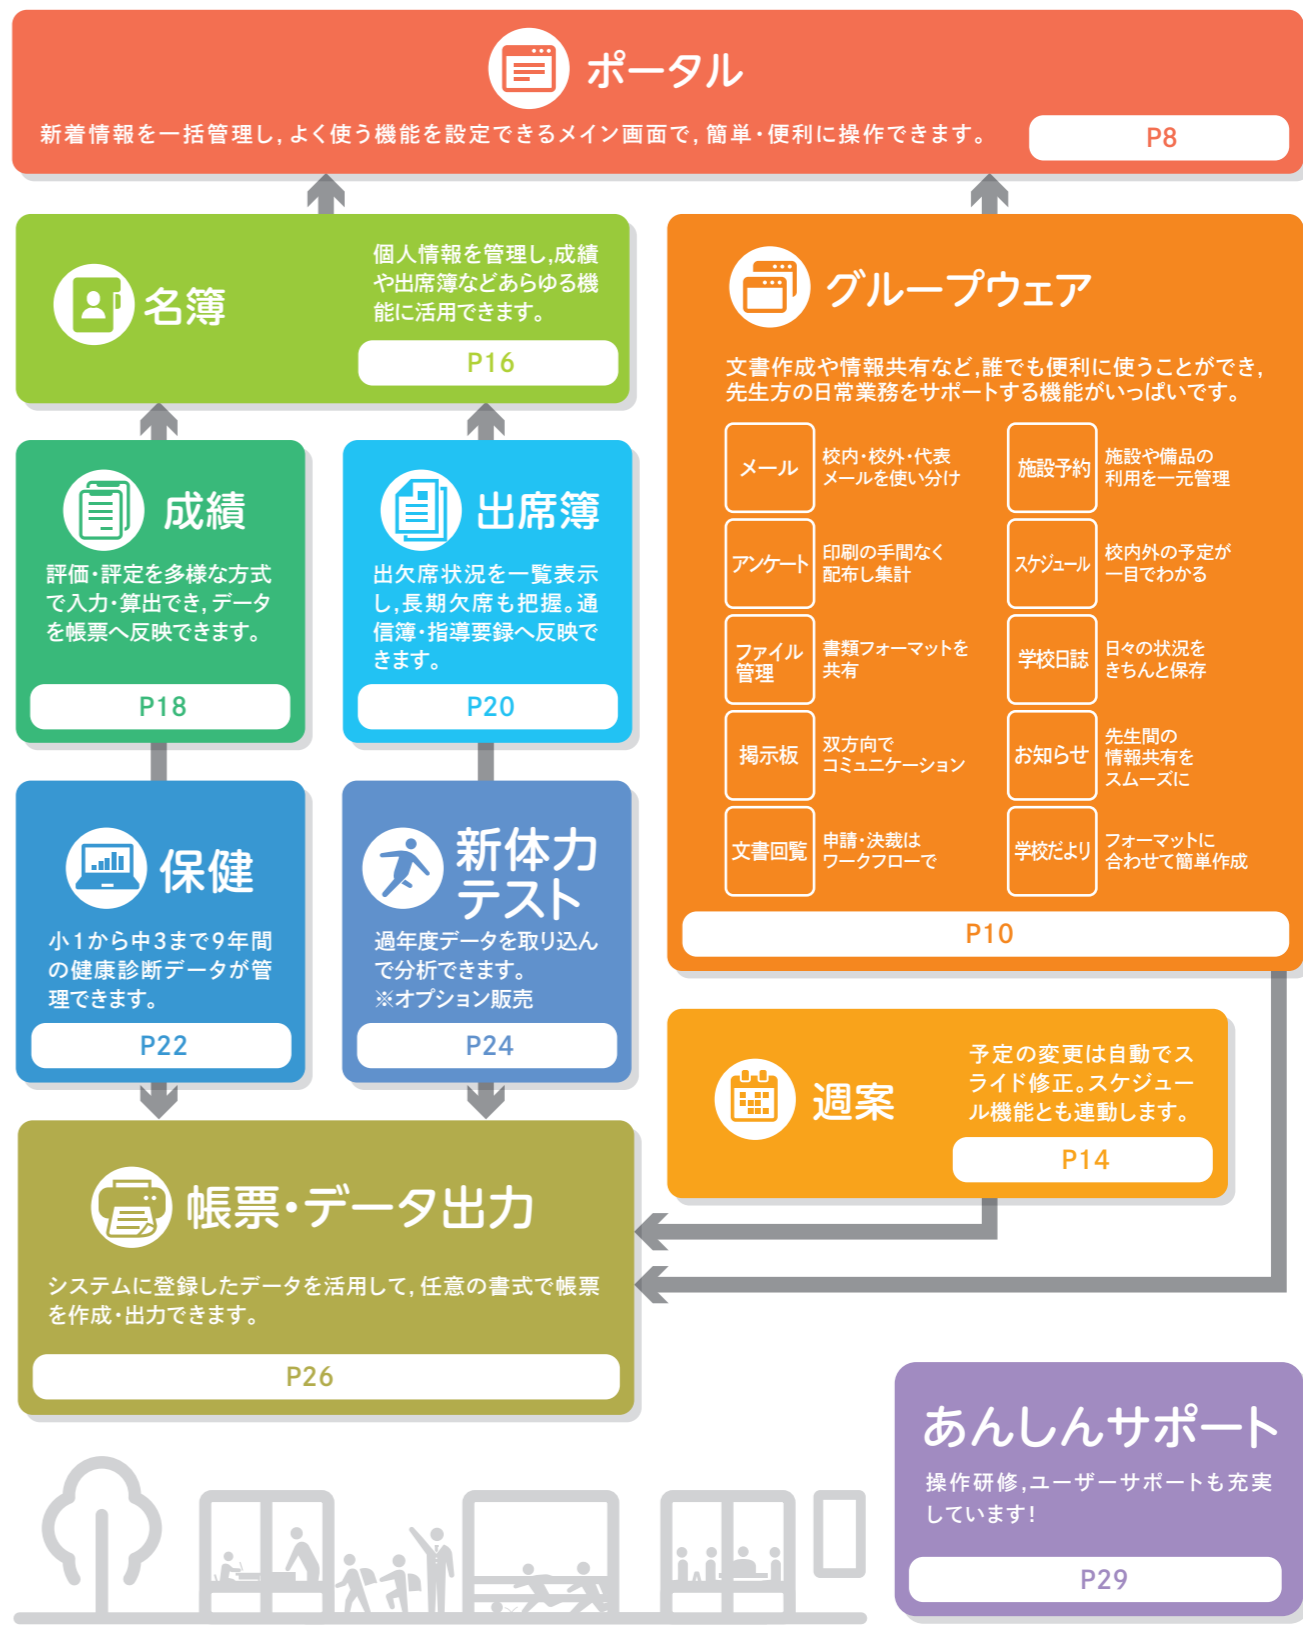 ポータル
新着情報を一括管理し,よく使う機能を設定できるメイン画面で,簡単・便利に操作できます。
P8
名簿
個人情報を管理し,成績
や出席簿などあらゆる機
能に活用できます。
P16
成績
評価・評定を多様な方式
で入力・算出でき,データ
を帳票へ反映できます。
P18
出席簿
出欠席状況を一覧表示
し,長期欠席も把握。通
信簿・指導要録へ反映で
きます。
P20
保健
小1から中3まで9年間
の健康診断データが管
理できます。
P22
新体力
テスト
過年度データを取り込ん
で分析できます。
※オプション販売
P24
グループウェア
文書作成や情報共有など,誰でも便利に使うことができ,
先生方の日常業務をサポートする機能がいっぱいです。
メール
校内・校外・代表
メールを使い分け
施設予約
施設や備品の
利用を一元管理
アンケート
印刷の手間なく
配布し集計
スケジュール
校内外の予定が
一目でわかる
ファイル
管理
書類フォーマットを
共有
学校日誌
日々の状況を
きちんと保存
掲示板
双方向で
コミュニケーション
お知らせ
先生間の
情報共有を
スムーズに
文書回覧
申請・決裁は
ワークフローで
学校だより
フォーマットに
合わせて簡単作成
P10
週案
予定の変更は自動でス
ライド修正。スケジュー
ル機能とも連動します。
P14
帳票・データ出力
システムに登録したデータを活用して,任意の書式で帳票
を作成・出力できます。
P26
あんしんサポート
操作研修,ユーザーサポートも充実
しています!
P29